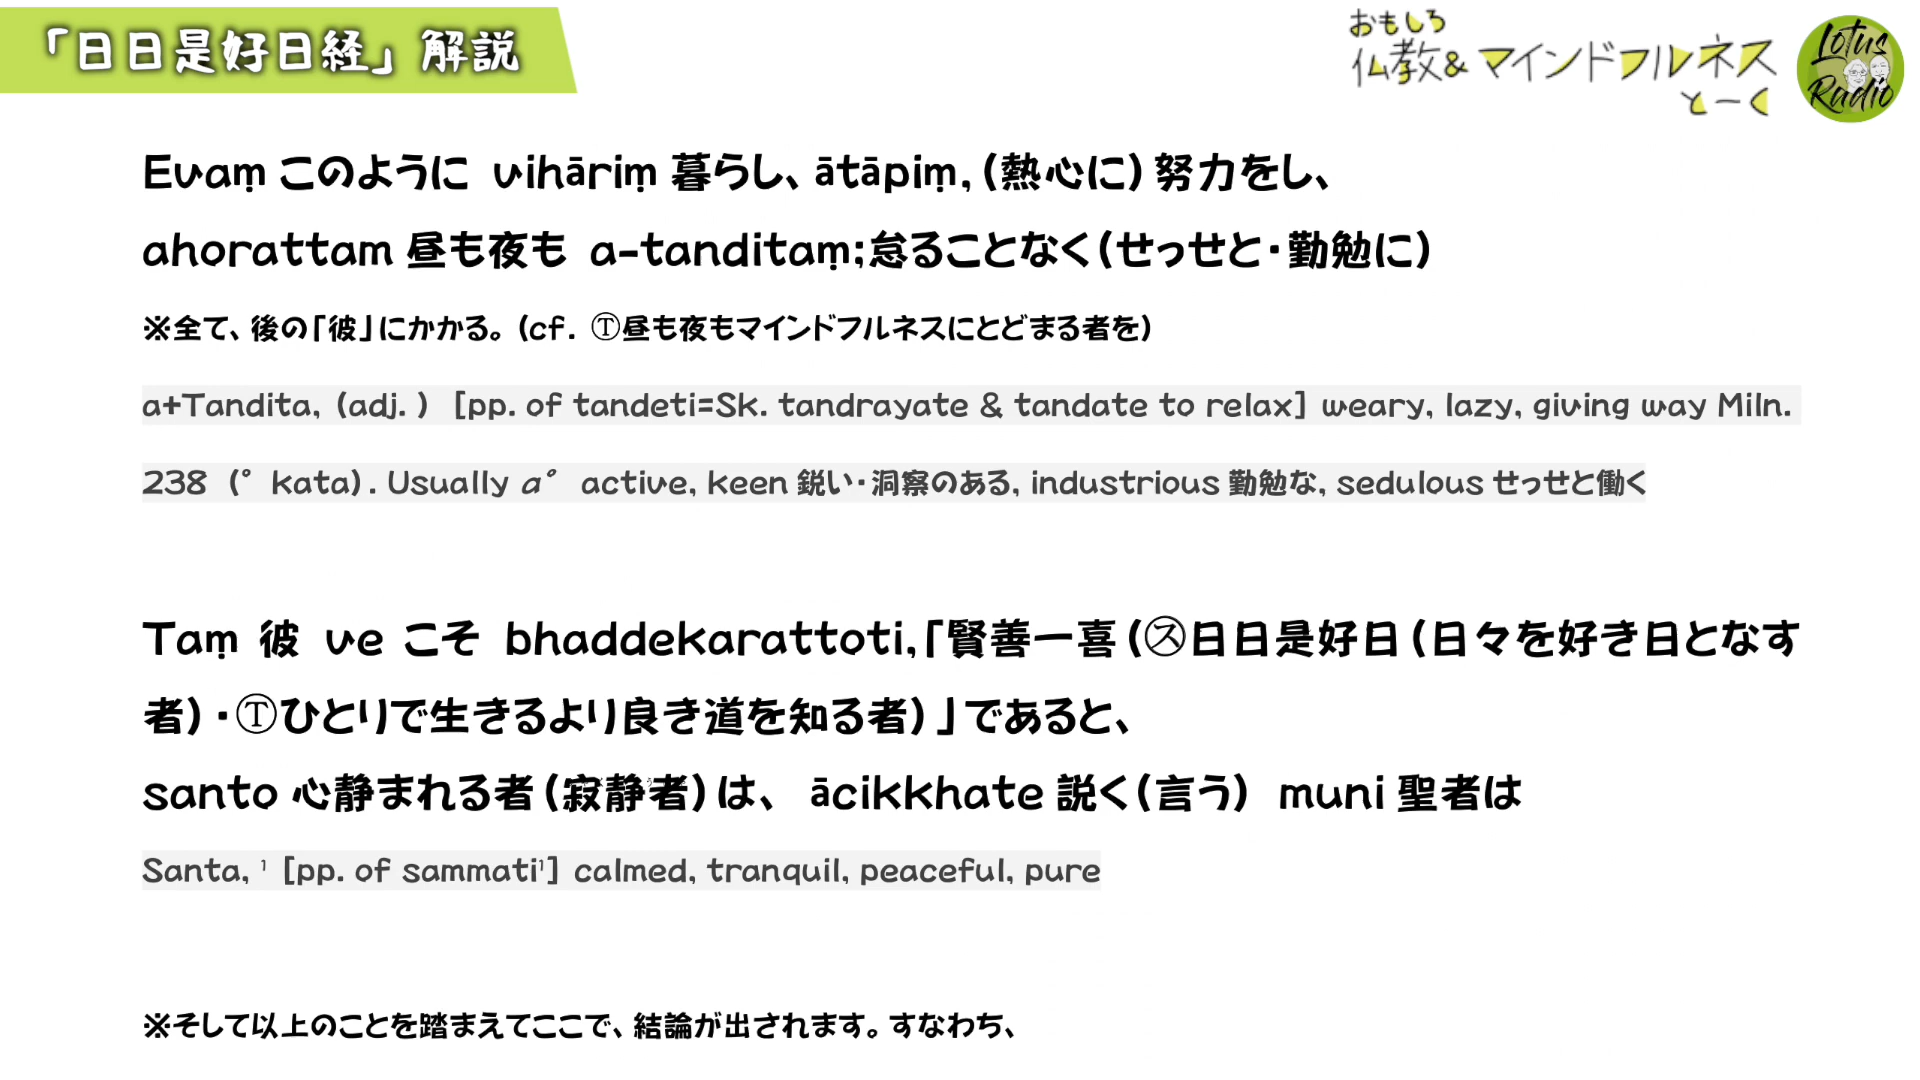 「日日是好日経」解説
おもしろ
仏教&マインドフルネス
とーく
Lotus
Radio
Evaṃ このように vihāriṃ 暮らし、ātāpiṃ,（熱心に）努力をし、
ahorattam 昼も夜も a-tanditaṃ;怠ることなく（せっせと・勤勉に）
※全て、後の「彼」にかかる。(cf. Ⓣ昼も夜もマインドフルネスにとどまる者を)
a+Tandita, (adj. ) [pp. of tandeti=Sk. tandrayate & tandate to relax] weary, lazy, giving way Miln.
238 (° kata). Usually a° active, keen 鋭い・洞察のある, industrious 勤勉な, sedulous せっせと働く
Taṃ 彼 ve こそ bhaddekarattoti,「賢善一喜（㋜日日是好日（日々を好き日となす
者）・Ⓣひとりで生きるより良き道を知る者）」であると、
santo 心静まれる者（寂静者）は、 ācikkhate 説く（言う） muni 聖者は
Santa, ¹ [pp. of sammati¹] calmed, tranquil, peaceful, pure
※そして以上のことを踏まえてここで、結論が出されます。すなわち、